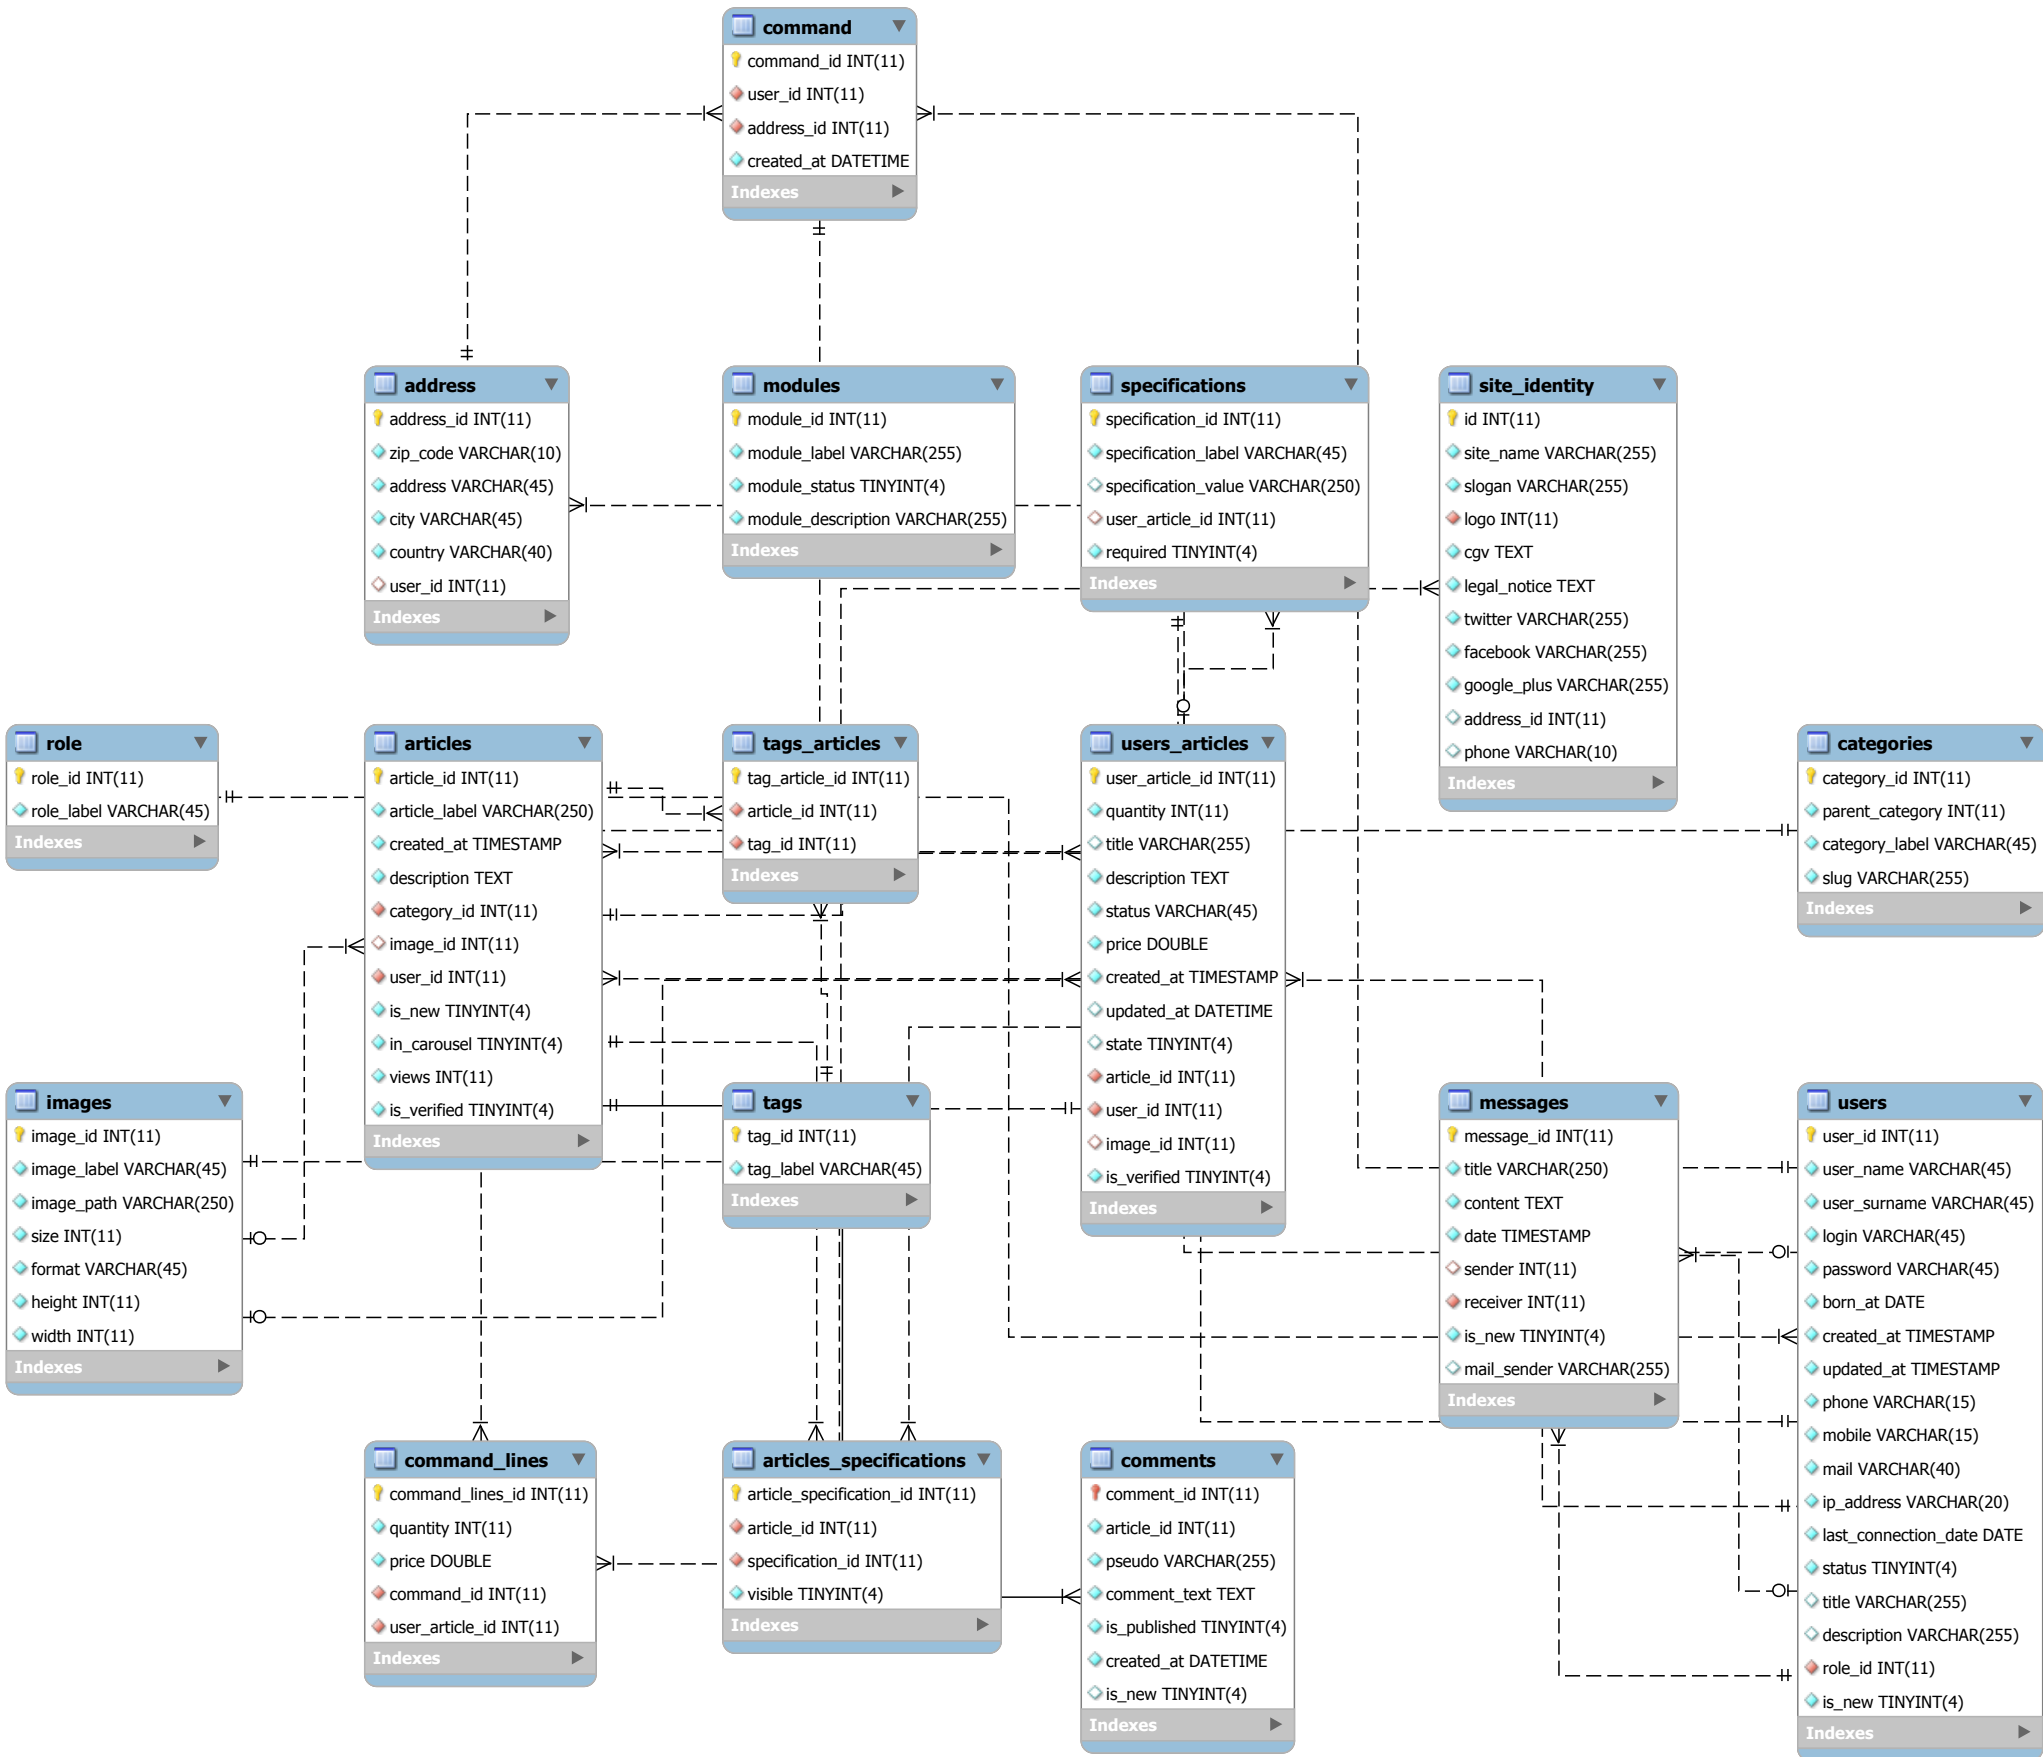 command
command_id INT(11)
user_id INT(11)
address_id INT(11)
created_at DATETIME
Indexes
address
address_id INT(11)
zip_code VARCHAR(10)
address VARCHAR(45)
city VARCHAR(45)
country VARCHAR(40)
user_id INT(11)
Indexes
modules
module_id INT(11)
module_label VARCHAR(255)
module_status TINYINT(4)
module_description VARCHAR(255)
Indexes
specifications
specification_id INT(11)
specification_label VARCHAR(45)
specification_value VARCHAR(250)
user_article_id INT(11)
required TINYINT(4)
Indexes
site_identity
id INT(11)
site_name VARCHAR(255)
slogan VARCHAR(255)
logo INT(11)
cgv TEXT
legal_notice TEXT
twitter VARCHAR(255)
facebook VARCHAR(255)
google_plus VARCHAR(255)
address_id INT(11)
phone VARCHAR(10)
Indexes
role
role_id INT(11)
role_label VARCHAR(45)
Indexes
articles
article_id INT(11)
article_label VARCHAR(250)
created_at TIMESTAMP
description TEXT
category_id INT(11)
image_id INT(11)
user_id INT(11)
is_new TINYINT(4)
in_carousel TINYINT(4)
views INT(11)
is_verified TINYINT(4)
Indexes
tags_articles
tag_article_id INT(11)
article_id INT(11)
tag_id INT(11)
Indexes
users_articles
user_article_id INT(11)
quantity INT(11)
title VARCHAR(255)
description TEXT
status VARCHAR(45)
price DOUBLE
created_at TIMESTAMP
updated_at DATETIME
state TINYINT(4)
article_id INT(11)
user_id INT(11)
image_id INT(11)
is_verified TINYINT(4)
Indexes
categories
category_id INT(11)
parent_category INT(11)
category_label VARCHAR(45)
slug VARCHAR(255)
Indexes
images
image_id INT(11)
image_label VARCHAR(45)
image_path VARCHAR(250)
size INT(11)
format VARCHAR(45)
height INT(11)
width INT(11)
Indexes
tags
tag_id INT(11)
tag_label VARCHAR(45)
Indexes
messages
message_id INT(11)
title VARCHAR(250)
content TEXT
date TIMESTAMP
sender INT(11)
receiver INT(11)
is_new TINYINT(4)
mail_sender VARCHAR(255)
Indexes
users
user_id INT(11)
user_name VARCHAR(45)
user_surname VARCHAR(45)
login VARCHAR(45)
password VARCHAR(45)
born_at DATE
created_at TIMESTAMP
updated_at TIMESTAMP
phone VARCHAR(15)
mobile VARCHAR(15)
mail VARCHAR(40)
ip_address VARCHAR(20)
last_connection_date DATE
status TINYINT(4)
title VARCHAR(255)
description VARCHAR(255)
role_id INT(11)
is_new TINYINT(4)
Indexes
command_lines
command_lines_id INT(11)
quantity INT(11)
price DOUBLE
command_id INT(11)
user_article_id INT(11)
Indexes
articles_specifications
article_specification_id INT(11)
article_id INT(11)
specification_id INT(11)
visible TINYINT(4)
Indexes
comments
comment_id INT(11)
article_id INT(11)
pseudo VARCHAR(255)
comment_text TEXT
is_published TINYINT(4)
created_at DATETIME
is_new TINYINT(4)
Indexes